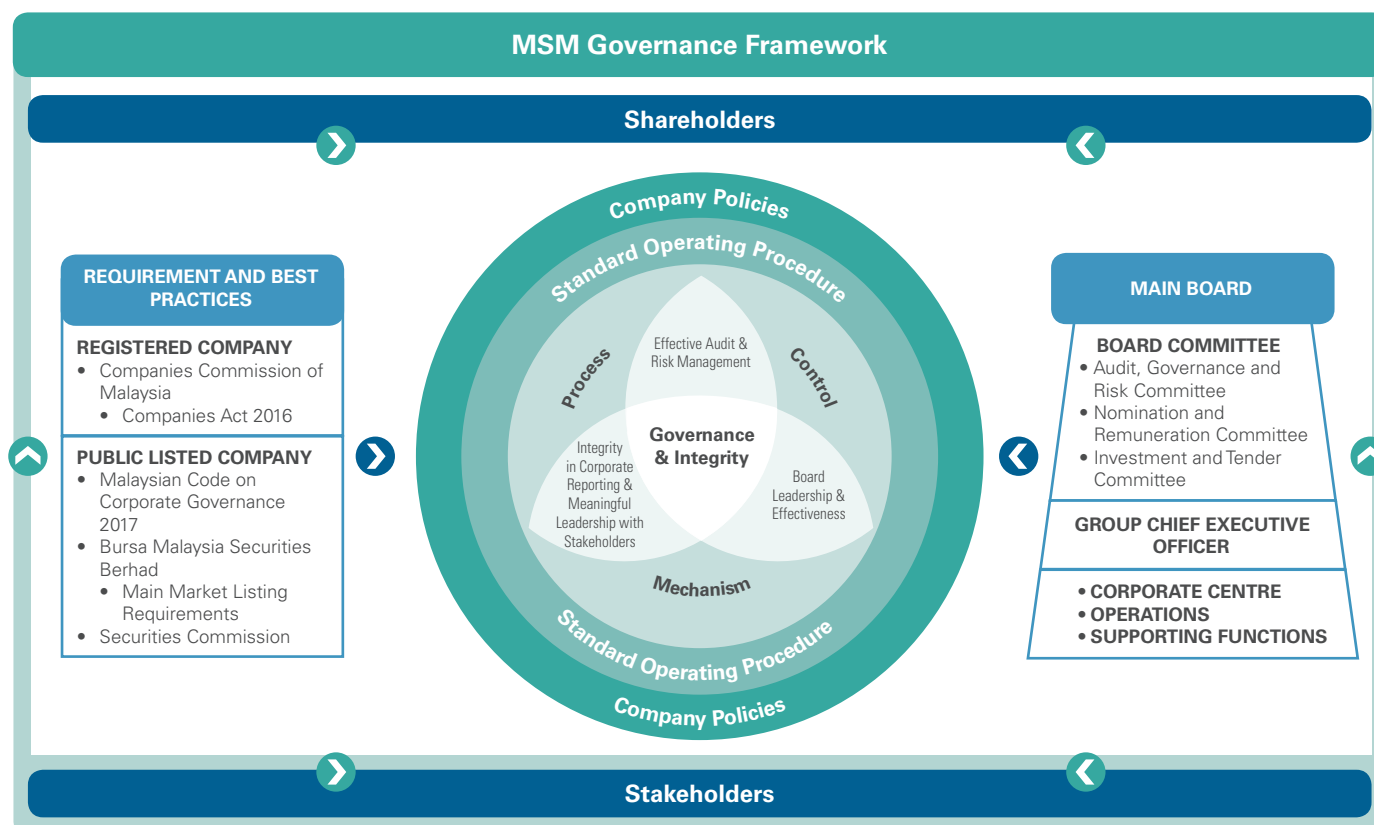 MSM Governance Framework
Shareholders
REQUIREMENT AND BEST
PRACTICES
REGISTERED COMPANY
• Companies Commission of
Malaysia
• Companies Act 2016
PUBLIC LISTED COMPANY
• Malaysian Code on
Corporate Governance
2017
• Bursa Malaysia Securities
Berhad
• Main Market Listing
Requirements
• Securities Commission
Company Policies
Standard Operating Procedure
Process
Effective Audit &
Risk Management
Control
Governance
& Integrity
Integrity
in Corporate
Reporting &
Meaningful
Leadership with
Stakeholders
Board
Leadership &
Effectiveness
Mechanism
Standard Operating Procedure
Company Policies
MAIN BOARD
BOARD COMMITTEE
• Audit, Governance and
Risk Committee
• Nomination and
Remuneration Committee
• Investment and Tender
Committee
GROUP CHIEF EXECUTIVE
OFFICER
• CORPORATE CENTRE
• OPERATIONS
• SUPPORTING FUNCTIONS
Stakeholders